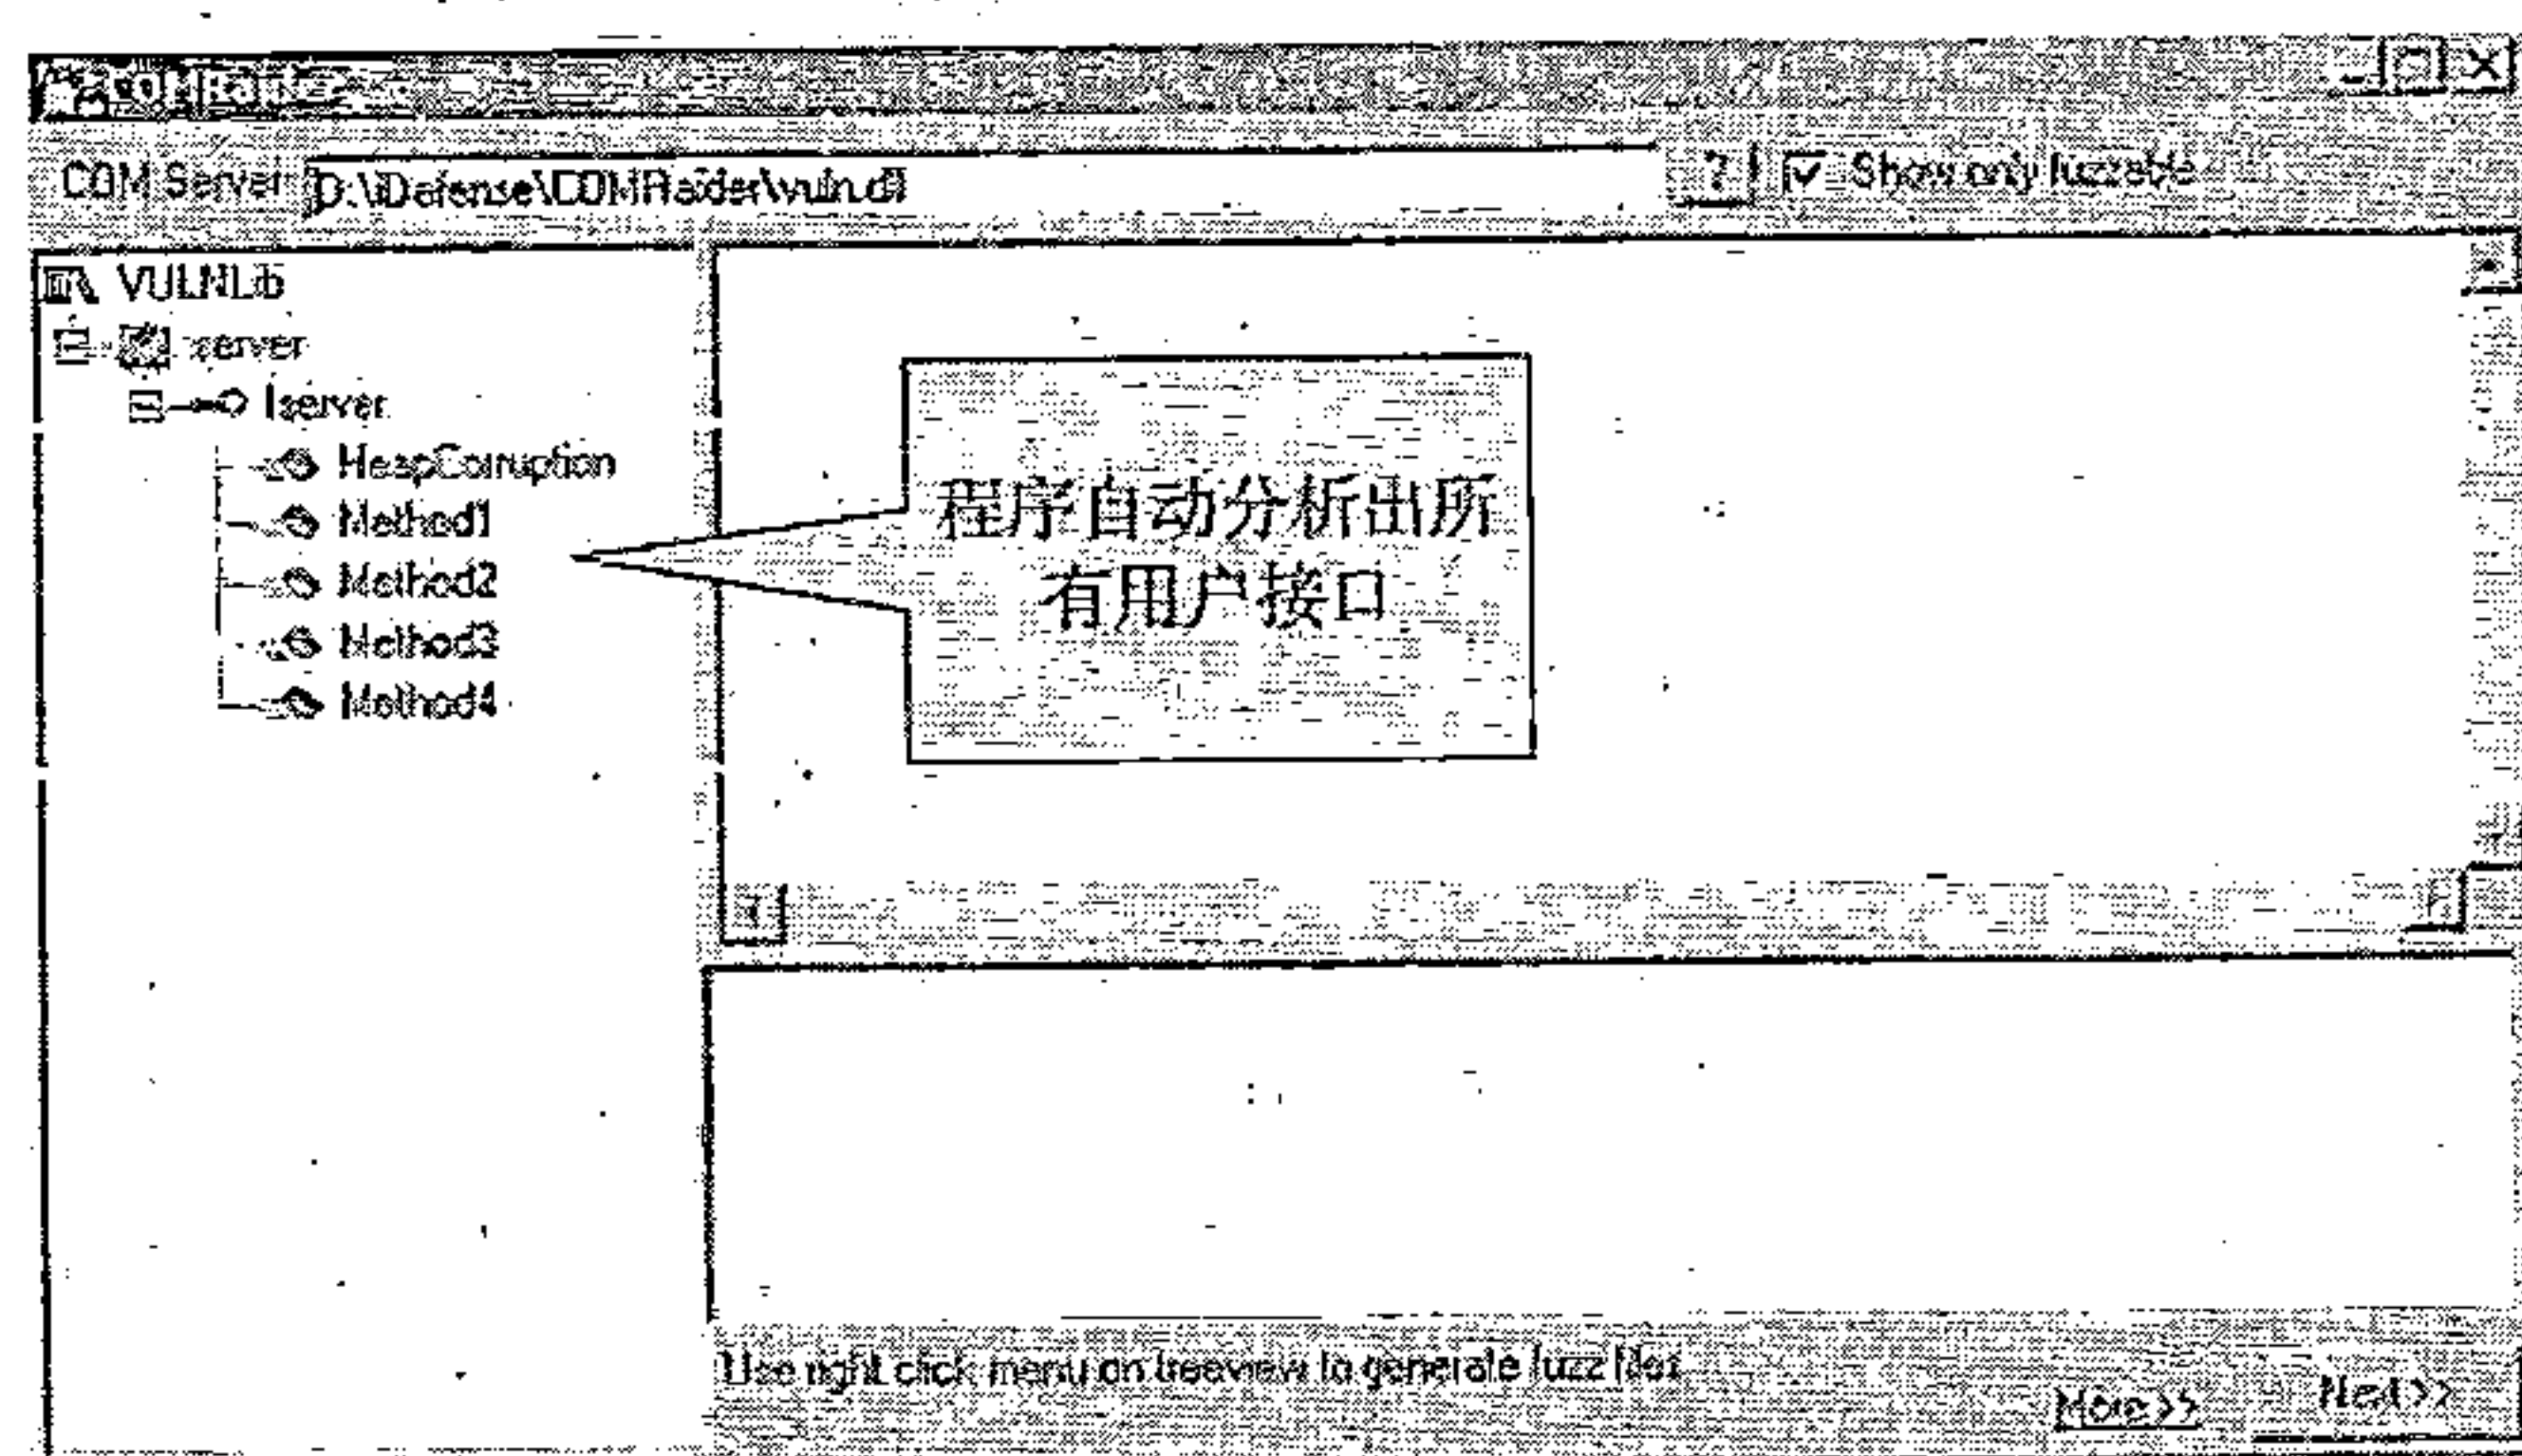 COMRaider
COM Server D:\iDefense\COMRaider\vuln.dll ? Show only fuzzable
VULNLib
server
Iserver
HeapCorruption
Method1
Method2
Method3
Method4
程序自动分析出所
有用户接口
Use right click menu on treeview to generate fuzz files
More>> Next>>